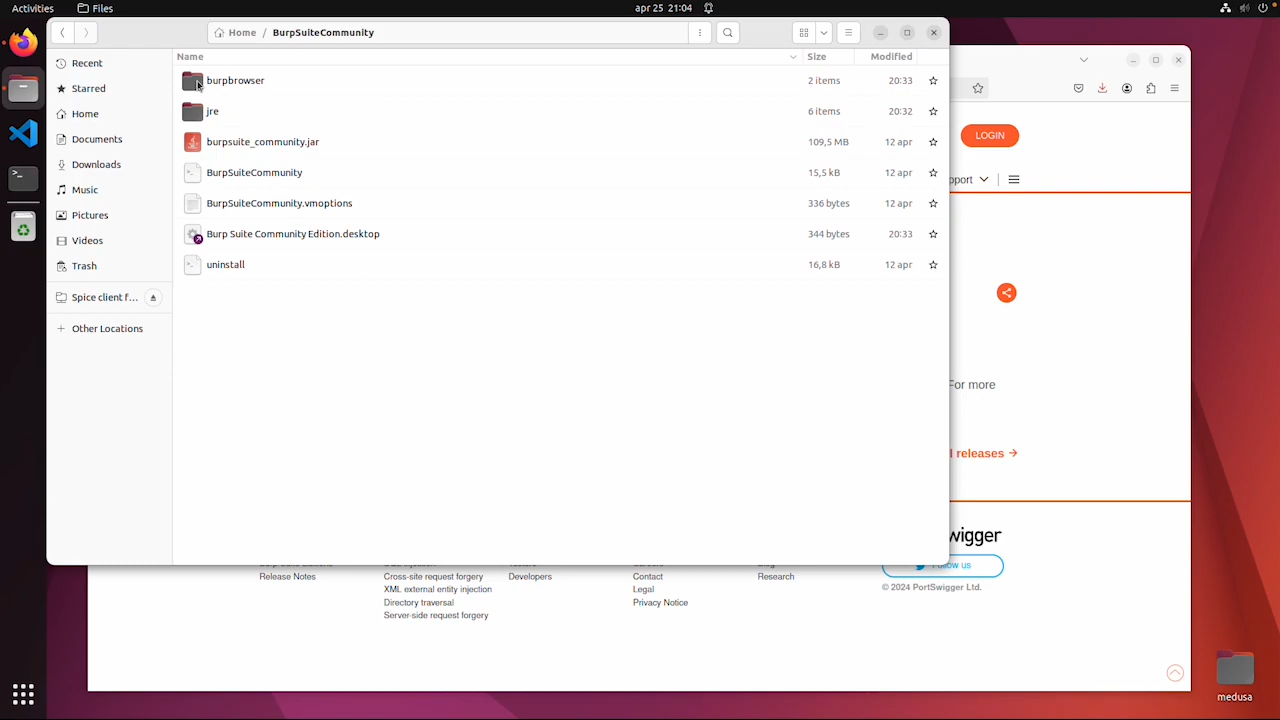 Activities Files apr 25 21:04
Home / BurpSuiteCommunity
Name Size Modified
Recent
Starred
Home
Documents
Downloads
Music
Pictures
Videos
Trash
Spice client f...
Other Locations
burpbrowser 2 items 20:33
jre 6 items 20:32
burpsuite_community.jar 109,5 MB 12 apr
BurpSuiteCommunity 15,5 kB 12 apr
BurpSuiteCommunity.vmoptions 336 bytes 12 apr
Burp Suite Community Edition.desktop 344 bytes 20:33
uninstall 16,8 kB 12 apr
LOGIN
pport
For more
l releases →
wigger
Follow us
© 2024 PortSwigger Ltd.
Release Notes
Cross-site request forgery
XML external entity injection
Directory traversal
Server-side request forgery
Developers
Contact
Legal
Privacy Notice
Research
medusa